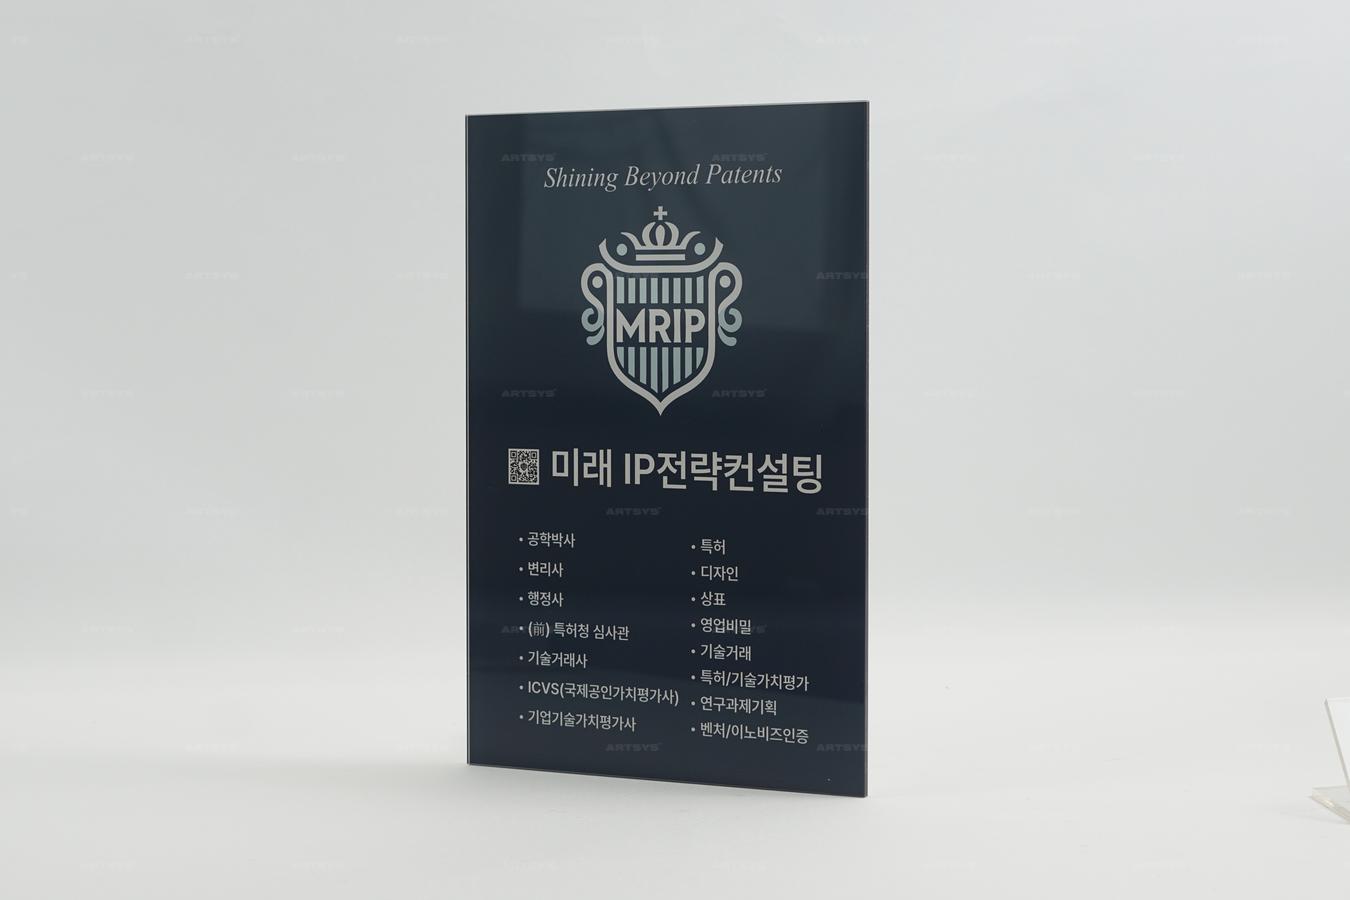 Shining Beyond Patents
MRIP
미래 IP전략컨설팅
• 공학박사
• 변리사
• 행정사
• (前) 특허청 심사관
• 기술거래사
• ICVS(국제공인가치평가사)
• 기업기술가치평가사
• 특허
• 디자인
• 상표
• 영업비밀
• 기술거래
• 특허/기술가치평가
• 연구과제기획
• 벤처/이노비즈인증
ARTSYS